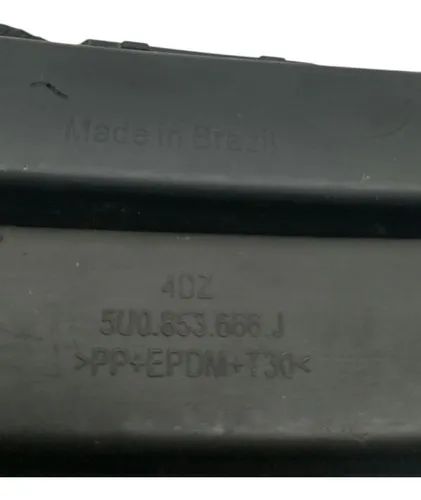 Made in Brazil
4DZ
5U0.853.666.J
>PP+EPDM+T30<